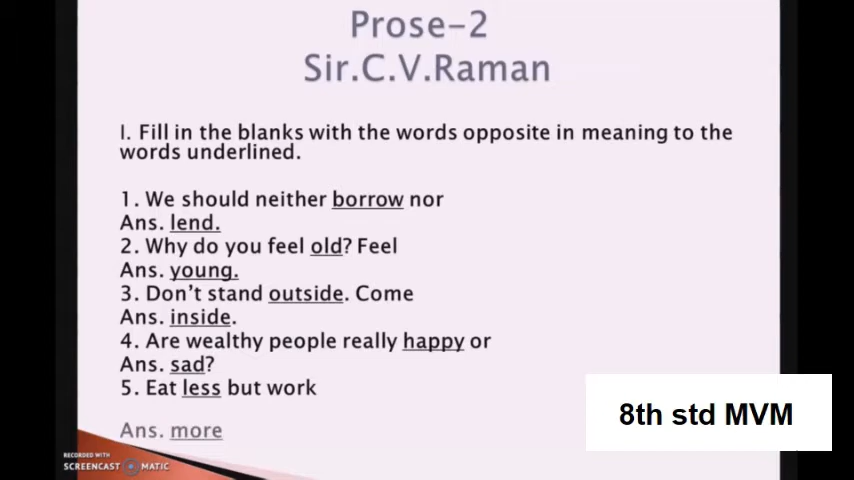 Prose-2
Sir.C.V.Raman
I. Fill in the blanks with the words opposite in meaning to the
words underlined.
1. We should neither borrow nor
Ans. lend.
2. Why do you feel old? Feel
Ans. young.
3. Don't stand outside. Come
Ans. inside.
4. Are wealthy people really happy or
Ans. sad?
5. Eat less but work
Ans. more
8th std MVM
RECORDED WITH
SCREENCAST MATIC